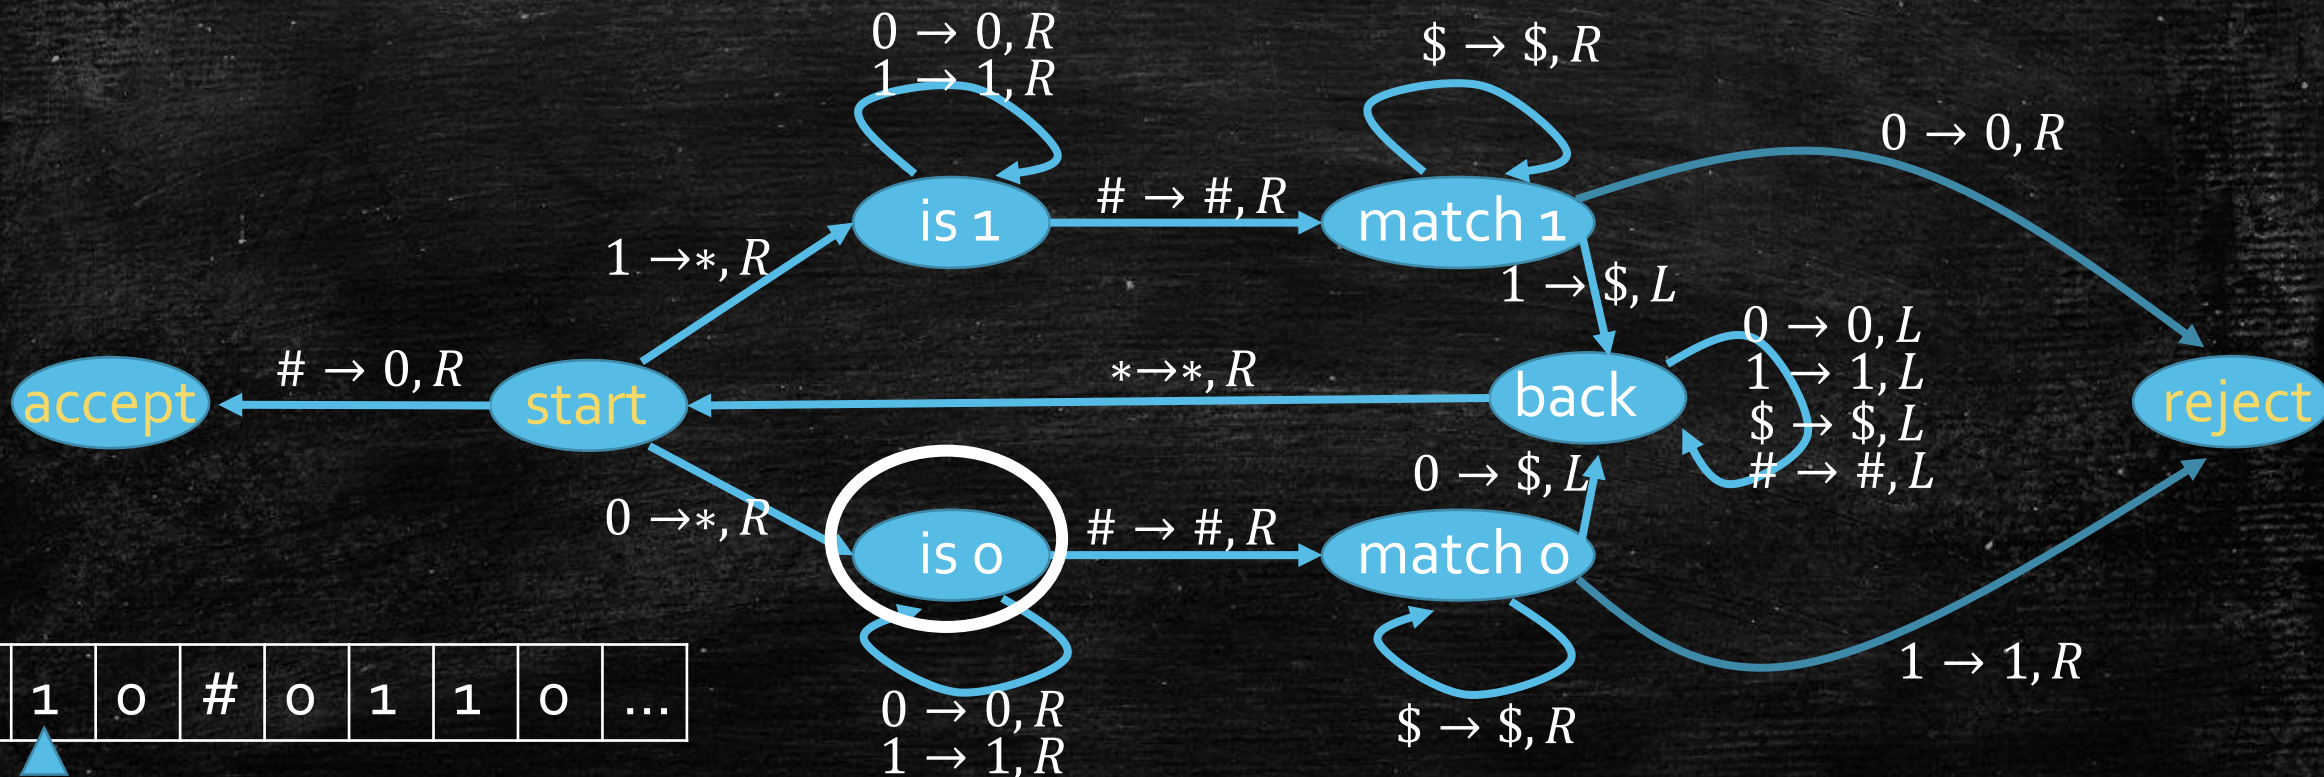 0 → 0, R
1 → 1, R
$ → $, R
0 → 0, R
is 1
# → #, R
match 1
1 →*, R
1 → $, L
0 → 0, L
1 → 1, L
$ → $, L
# → #, L
accept
# → 0, R
start
*→*, R
back
reject
0 →*, R
0 → $, L
is 0
# → #, R
match 0
1 → 1, R
0 → 0, R
1 → 1, R
$ → $, R
1 0 # 0 1 1 0 ...